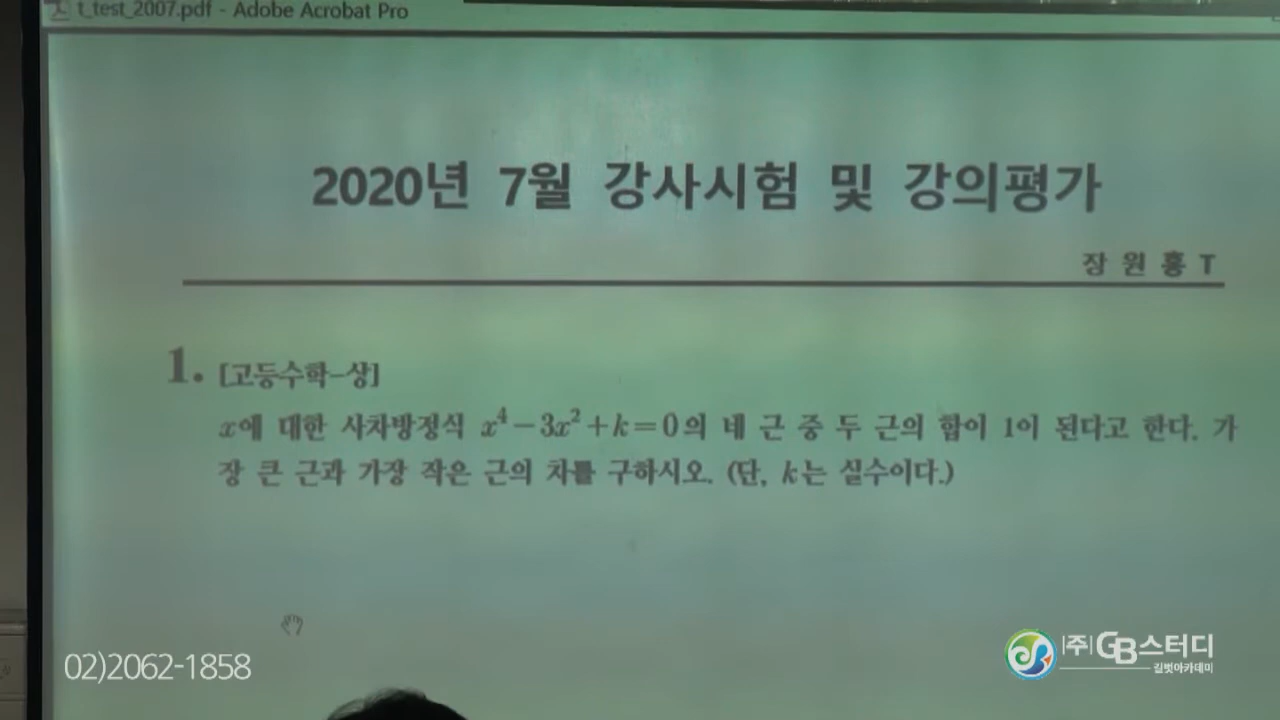 t_test_2007.pdf - Adobe Acrobat Pro
2020년 7월 강사시험 및 강의평가
장 원 홍 T
1. [고등수학-상]
x에 대한 사차방정식 x⁴-3x²+k=0의 네 근 중 두 근의 합이 1이 된다고 한다. 가
장 큰 근과 가장 작은 근의 차를 구하시오. (단, k는 실수이다.)
02)2062-1858
(주)GB스터디
길벗아카데미